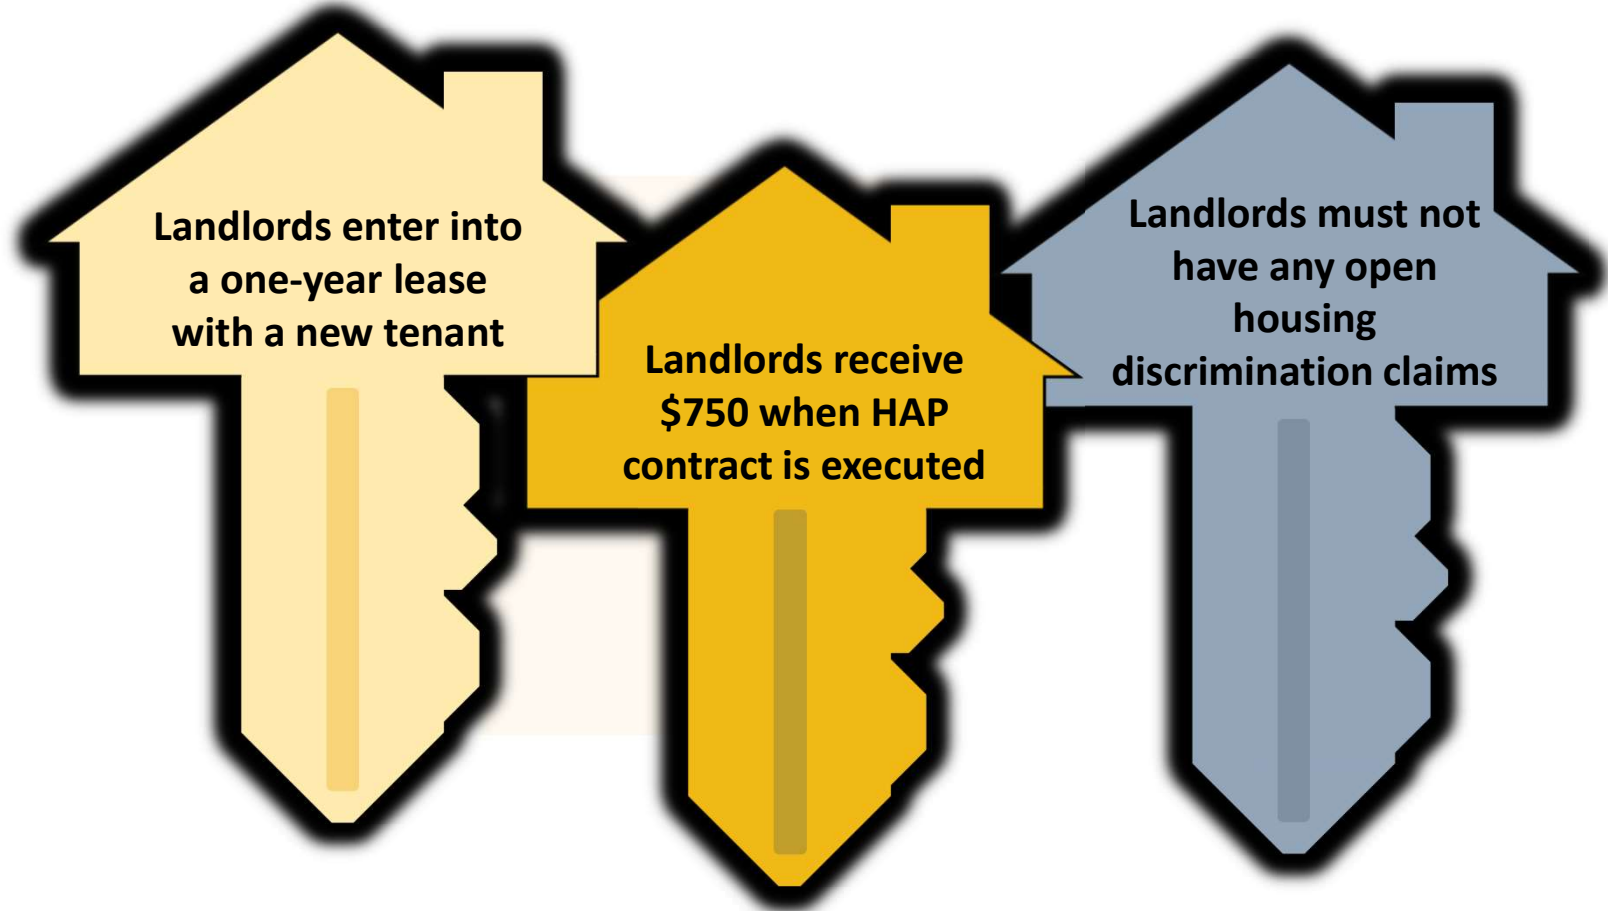 Landlords enter into
a one-year lease
with a new tenant
Landlords receive
$750 when HAP
contract is executed
Landlords must not
have any open
housing
discrimination claims